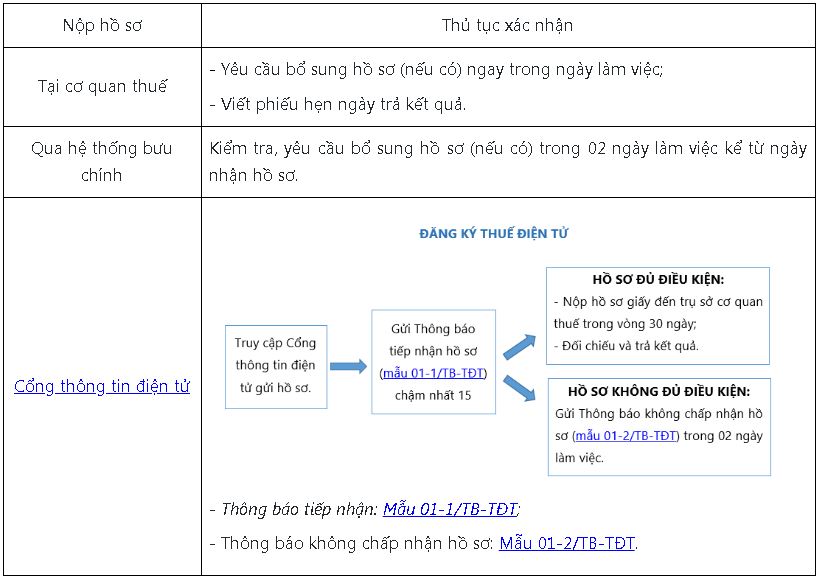 Nộp hồ sơ
Thủ tục xác nhận
Tại cơ quan thuế
- Yêu cầu bổ sung hồ sơ (nếu có) ngay trong ngày làm việc;
- Viết phiếu hẹn ngày trả kết quả.
Qua hệ thống bưu
chính
Kiểm tra, yêu cầu bổ sung hồ sơ (nếu có) trong 02 ngày làm việc kể từ ngày
nhận hồ sơ.
Cổng thông tin điện tử
ĐĂNG KÝ THUẾ ĐIỆN TỬ
Truy cập Cổng
thông tin điện
tử gửi hồ sơ.
Gửi Thông báo
tiếp nhận hồ sơ
(mẫu 01-1/TB-TĐT)
chậm nhất 15
HỒ SƠ ĐỦ ĐIỀU KIỆN:
- Nộp hồ sơ giấy đến trụ sở cơ quan
thuế trong vòng 30 ngày;
- Đối chiếu và trả kết quả.
HỒ SƠ KHÔNG ĐỦ ĐIỀU KIỆN:
Gửi Thông báo không chấp nhận hồ
sơ (mẫu 01-2/TB-TĐT) trong 02 ngày
làm việc.
- Thông báo tiếp nhận: Mẫu 01-1/TB-TĐT;
- Thông báo không chấp nhận hồ sơ: Mẫu 01-2/TB-TĐT.